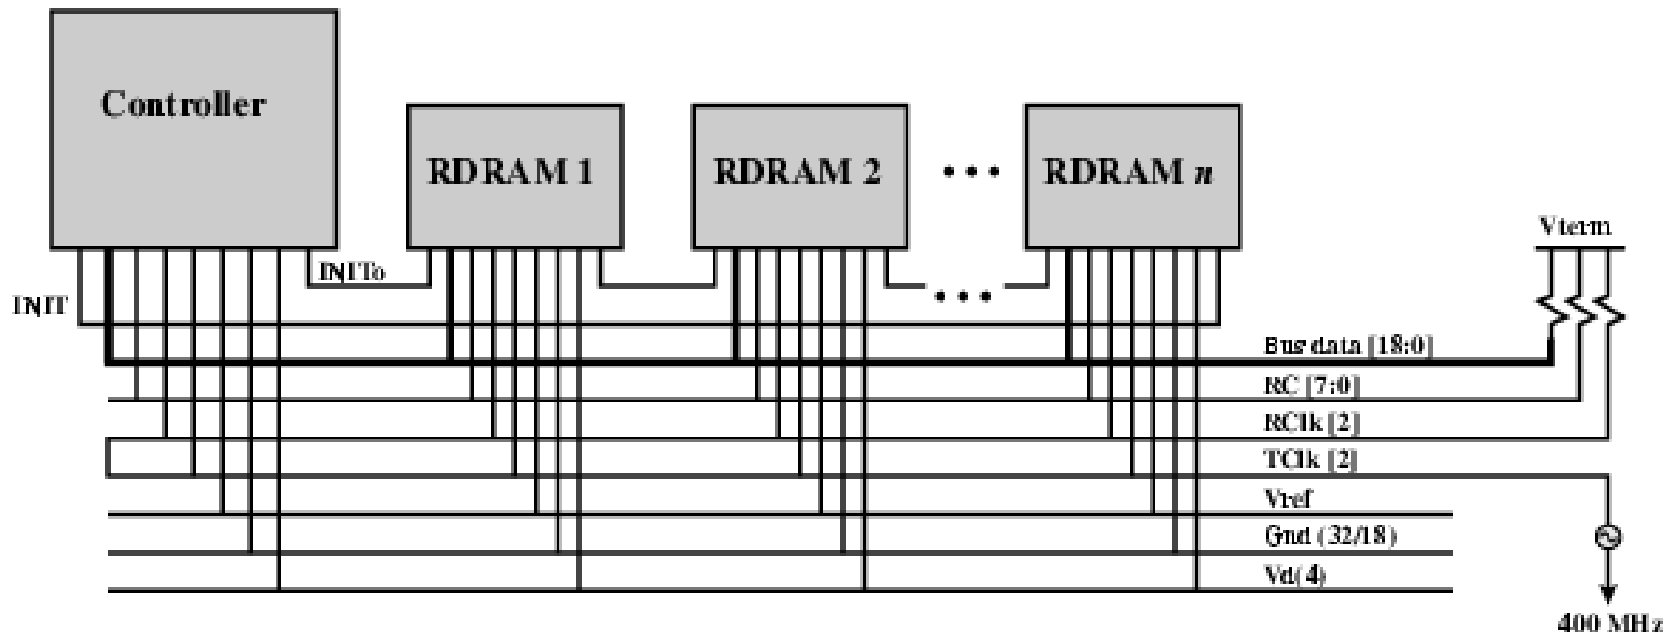 Controller
RDRAM 1
RDRAM 2
RDRAM n
Vterm
INITo
INIT
Bus data [18:0]
RC [7:0]
RClk [2]
TClk [2]
Vref
Gnd (32/18)
Vd(4)
400 MHz